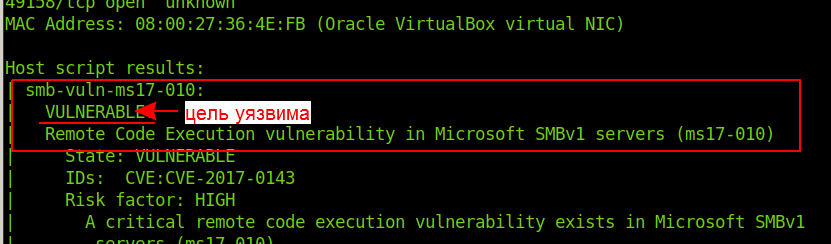 49158/tcp open unknown
MAC Address: 08:00:27:36:4E:FB (Oracle VirtualBox virtual NIC)
Host script results:
| smb-vuln-ms17-010:
|   VULNERABLE: цель уязвима
|   Remote Code Execution vulnerability in Microsoft SMBv1 servers (ms17-010)
|     State: VULNERABLE
|     IDs:  CVE:CVE-2017-0143
|     Risk factor: HIGH
|       A critical remote code execution vulnerability exists in Microsoft SMBv1
|        servers (ms17-010).